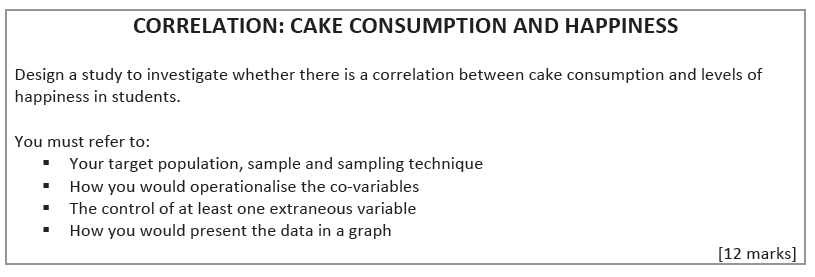 CORRELATION: CAKE CONSUMPTION AND HAPPINESS
Design a study to investigate whether there is a correlation between cake consumption and levels of
happiness in students.
You must refer to:
▪ Your target population, sample and sampling technique
▪ How you would operationalise the co-variables
▪ The control of at least one extraneous variable
▪ How you would present the data in a graph
[12 marks]